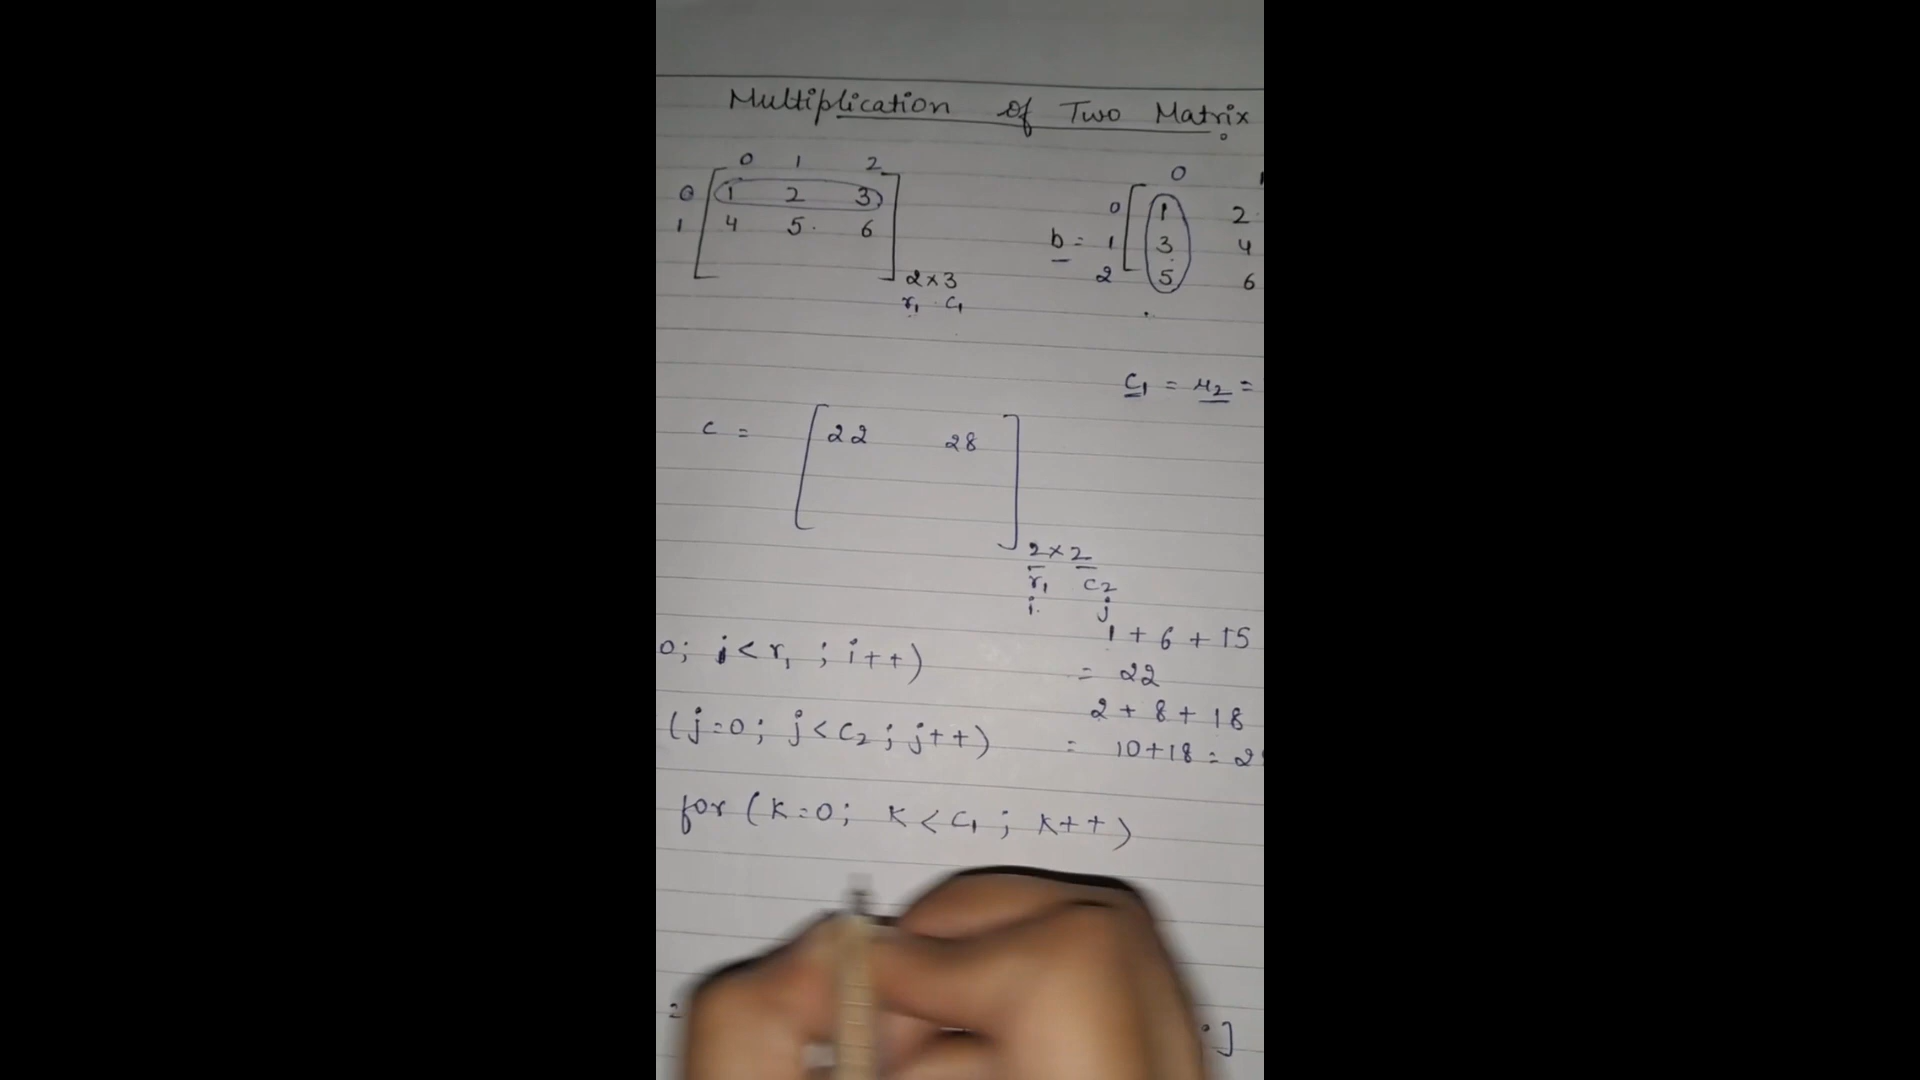 Multiplication of Two Matrix
0 1 2
0 1 2 3
1 4 5 6
2×3
r1 c1
0
0 1 2
b = 1 3 4
2 5 6
c1 = r2 =
c = 22 28
2×2
r1 c2
i j
1 + 6 + 15
= 22
2 + 8 + 18
= 10+18 = 2
0; i<r1 ; i++)
(j=0; j<c2 ; j++)
for (k=0; k<c1 ; k++)
=
]